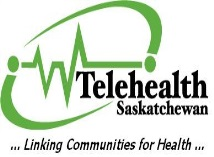 Telehealth
Saskatchewan
... Linking Communities for Health ...